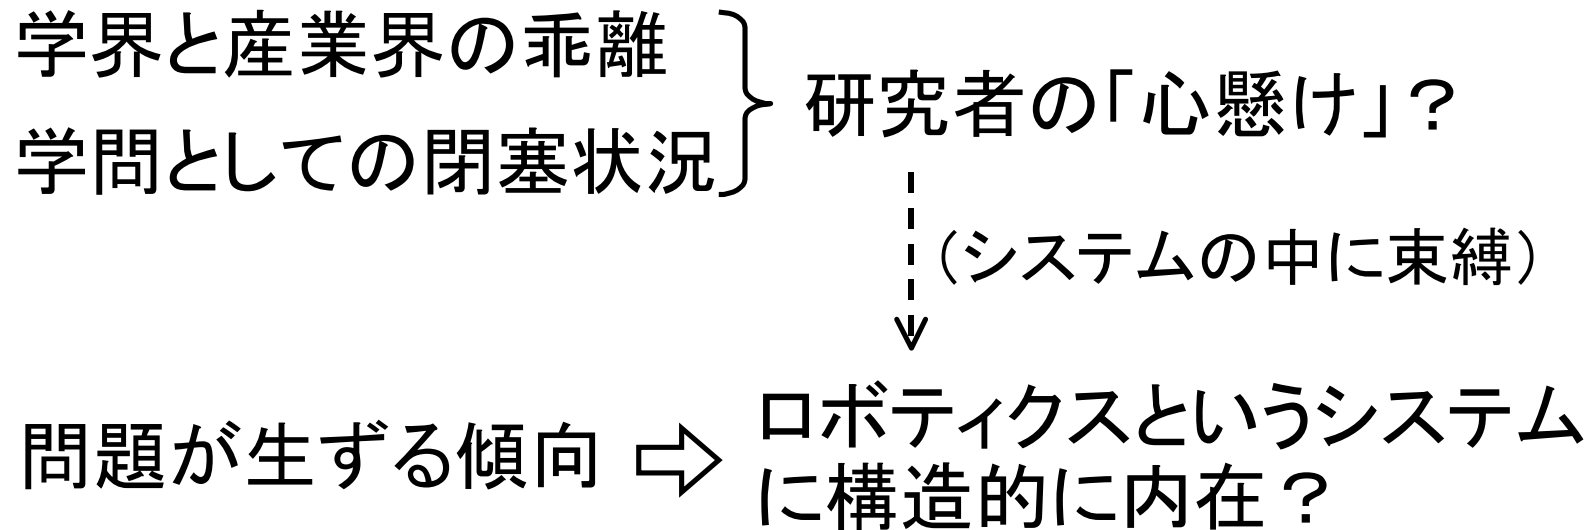 学界と産業界の乖離
学問としての閉塞状況
研究者の「心懸け」？
（システムの中に束縛）
問題が生ずる傾向
ロボティクスというシステム
に構造的に内在？